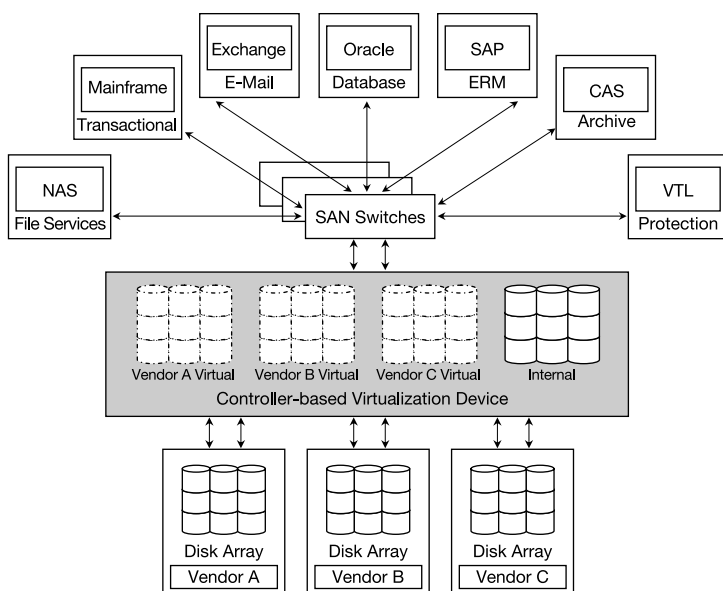 Exchange
E-Mail
Oracle
Database
SAP
ERM
Mainframe
Transactional
CAS
Archive
NAS
File Services
SAN Switches
VTL
Protection
Vendor A Virtual
Vendor B Virtual
Vendor C Virtual
Internal
Controller-based Virtualization Device
Disk Array
Vendor A
Disk Array
Vendor B
Disk Array
Vendor C